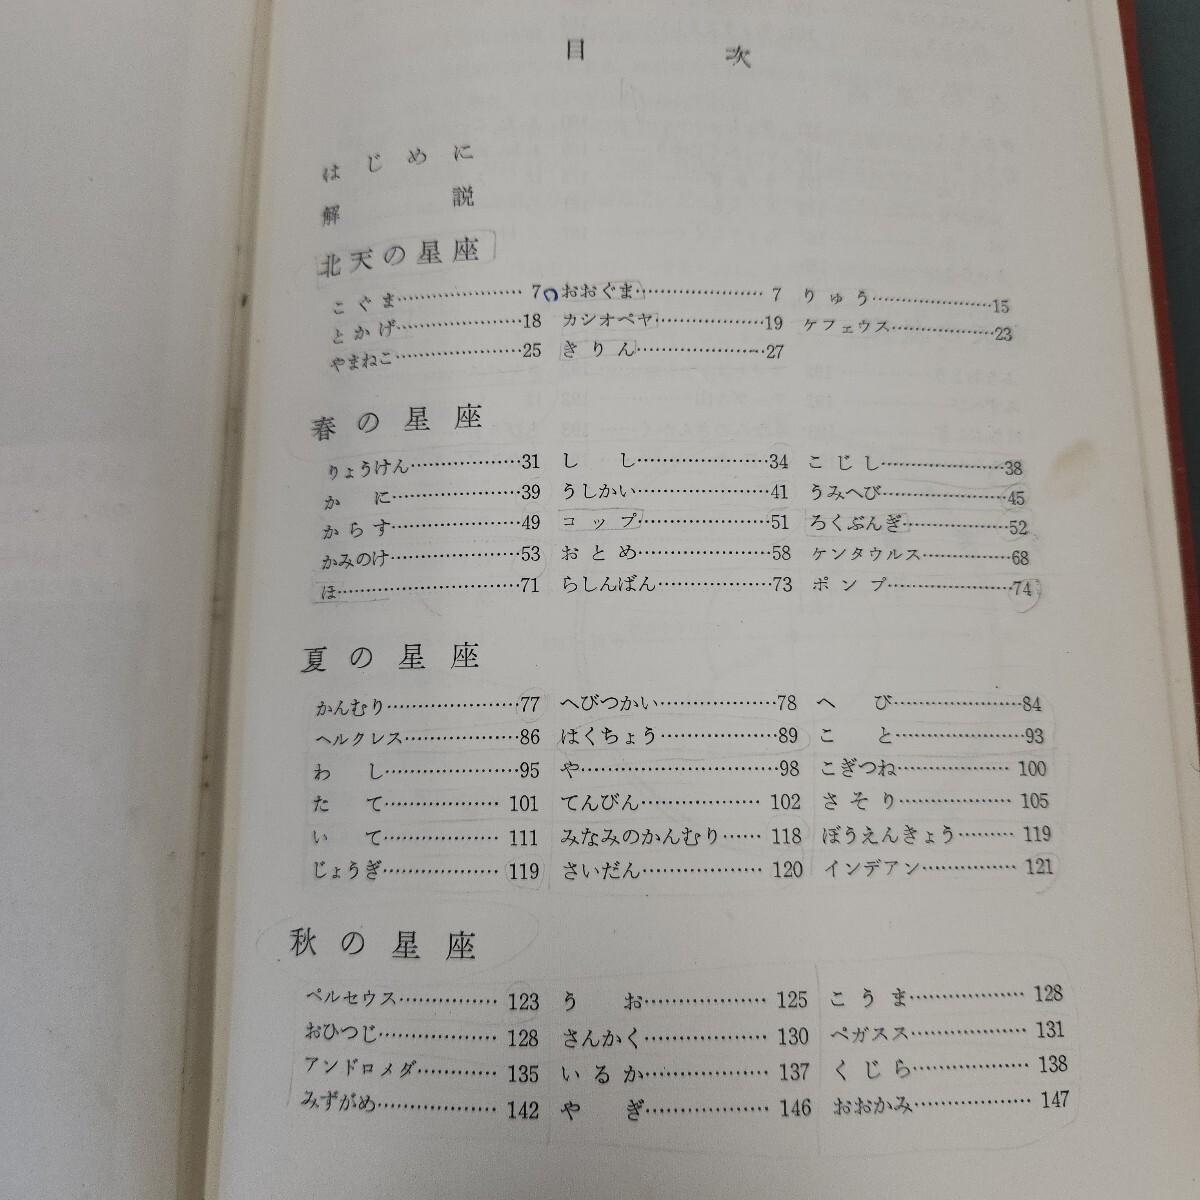 目次
はじめに
解説
北天の星座
こぐま…………………… 7 おおぐま…………………… 7 りゅう…………………15
とかげ……………………18 カシオペヤ………………19 ケフェウス………………23
やまねこ…………………25 きりん……………………27
春の星座
りょうけん………………31 しし……………………34 こじし…………………38
かに……………………39 うしかい…………………41 うみへび…………………45
からす…………………49 コップ…………………51 ろくぶんぎ………………52
かみのけ…………………53 おとめ…………………58 ケンタウルス……………68
ほ………………………71 らしんばん………………73 ポンプ…………………74
夏の星座
かんむり…………………77 へびつかい………………78 へび……………………84
ヘルクレス………………86 はくちょう………………89 こと……………………93
わし……………………95 や………………………98 こぎつね……………… 100
たて……………… 101 てんびん……………… 102 さそり……………… 105
いて……………… 111 みなみのかんむり…… 118 ぼうえんきょう……… 119
じょうぎ……………… 119 さいだん……………… 120 インデアン…………… 121
秋の星座
ペルセウス…………… 123 うお……………… 125 こうま……………… 128
おひつじ……………… 128 さんかく……………… 130 ペガスス……………… 131
アンドロメダ………… 135 いるか……………… 137 くじら……………… 138
みずがめ……………… 142 やぎ……………… 146 おおかみ……………… 147